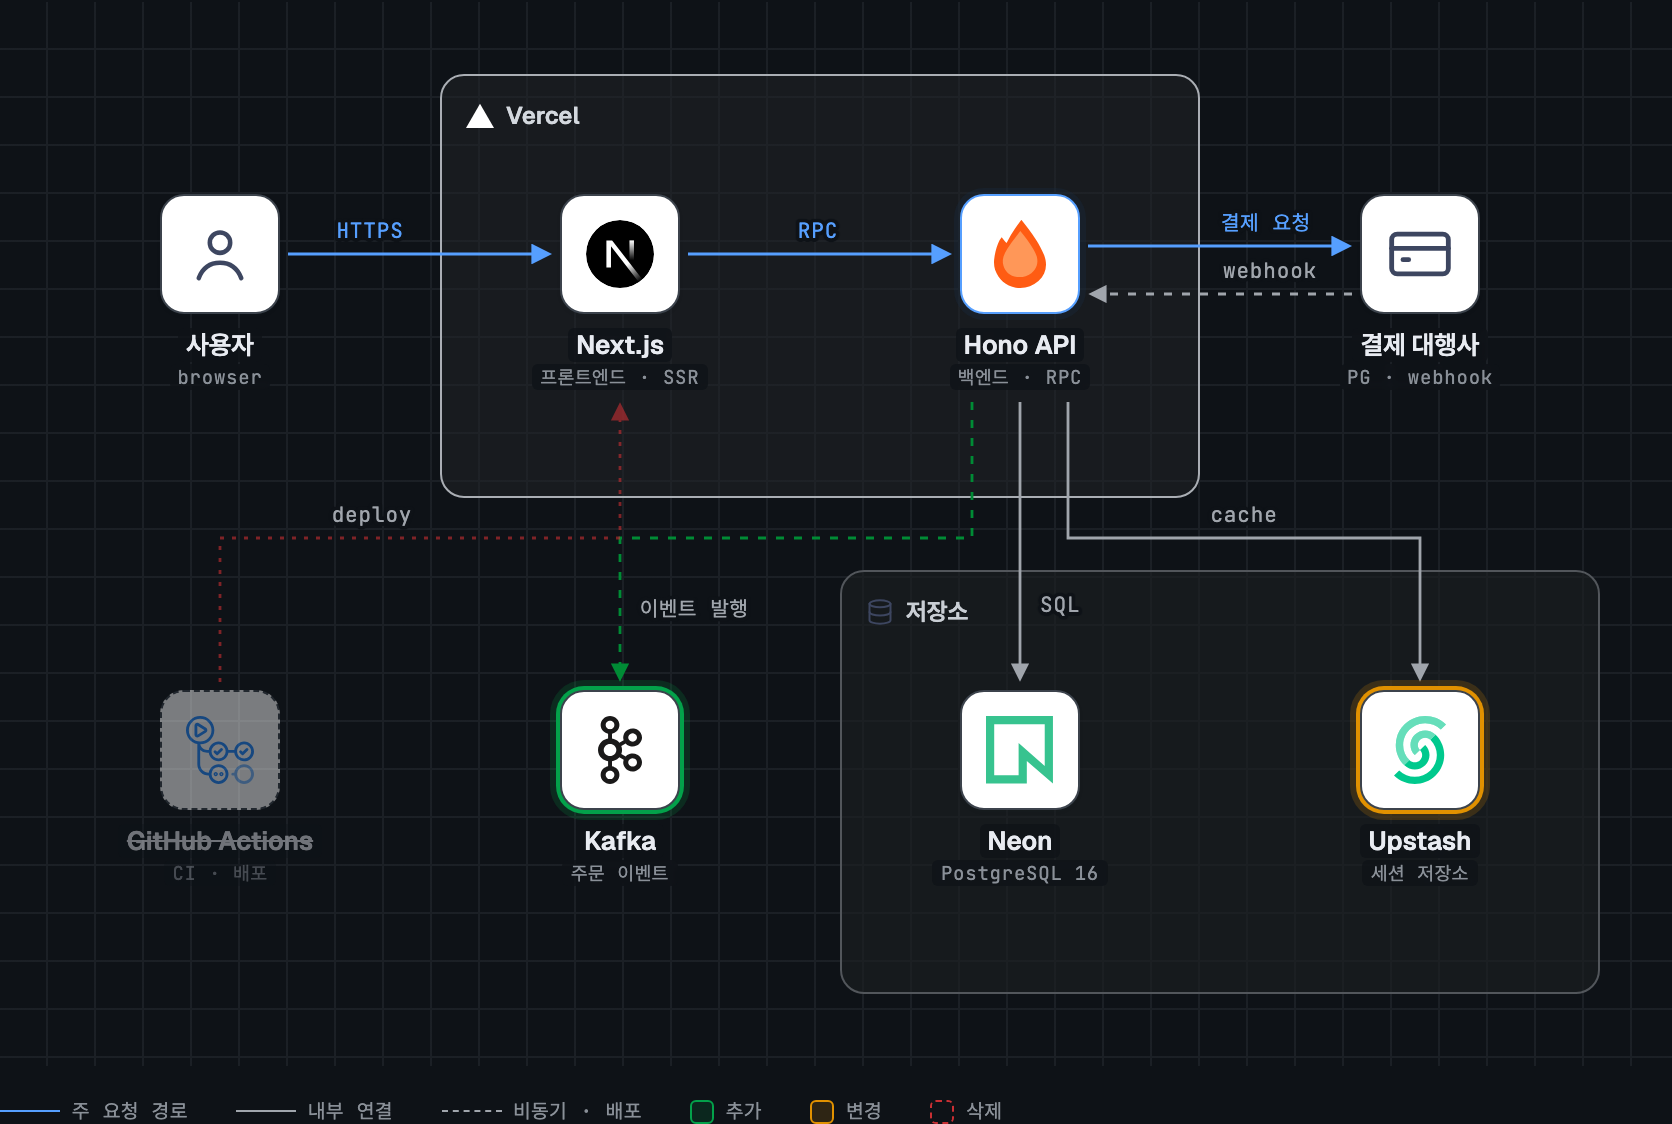 Vercel
HTTPS
RPC
결제 요청
webhook
사용자
browser
Next.js
프론트엔드 · SSR
Hono API
백엔드 · RPC
결제 대행사
PG · webhook
deploy
cache
이벤트 발행
저장소
SQL
GitHub Actions
CI · 배포
Kafka
주문 이벤트
Neon
PostgreSQL 16
Upstash
세션 저장소
주 요청 경로
내부 연결
비동기 · 배포
추가
변경
삭제